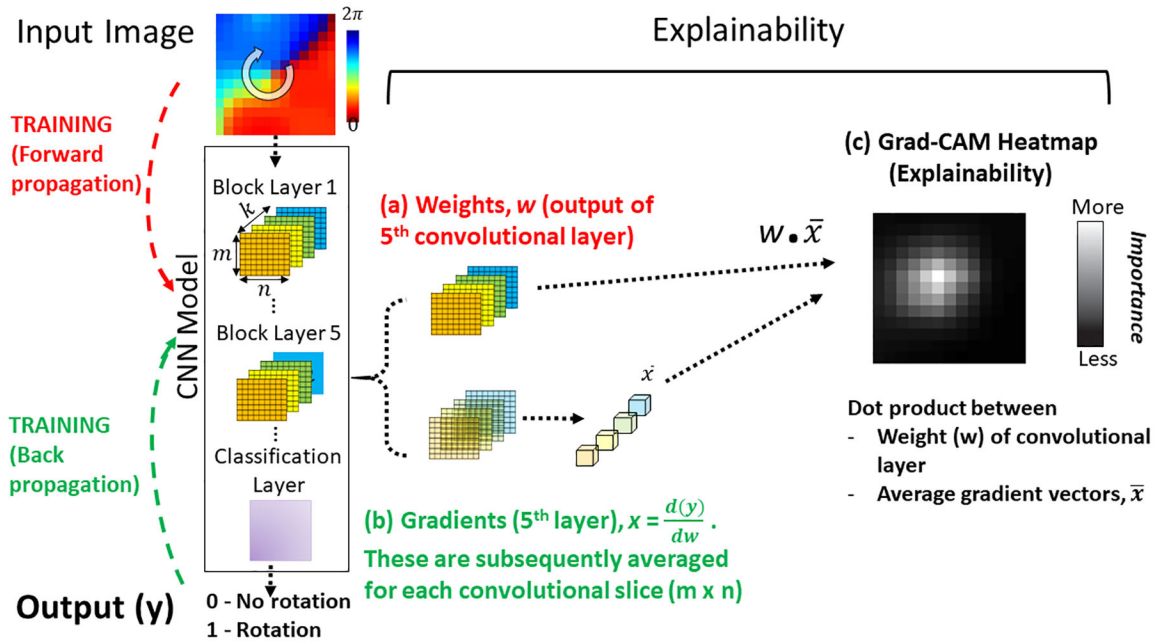 Input Image
2π
0
Explainability
TRAINING
(Forward
propagation)
CNN Model
Block Layer 1
k
m
n
Block Layer 5
Classification
Layer
TRAINING
(Back
propagation)
Output (y)
0 - No rotation
1 - Rotation
(a) Weights, w (output of
5th convolutional layer)
w • x̄
x̄
(b) Gradients (5th layer), x = d(y)/dw .
These are subsequently averaged
for each convolutional slice (m x n)
(c) Grad-CAM Heatmap
(Explainability)
More
Importance
Less
Dot product between
- Weight (w) of convolutional
layer
- Average gradient vectors, x̄